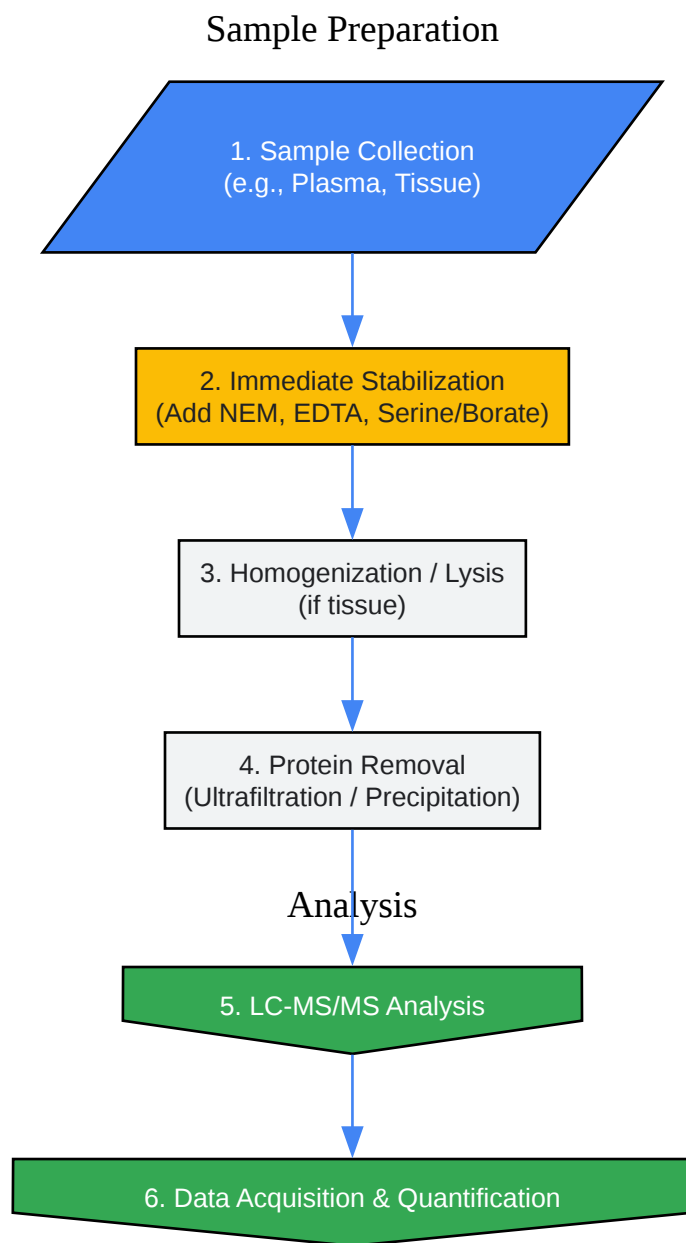 Sample Preparation
1. Sample Collection
(e.g., Plasma, Tissue)
2. Immediate Stabilization
(Add NEM, EDTA, Serine/Borate)
3. Homogenization / Lysis
(if tissue)
4. Protein Removal
(Ultrafiltration / Precipitation)
Analysis
5. LC-MS/MS Analysis
6. Data Acquisition & Quantification